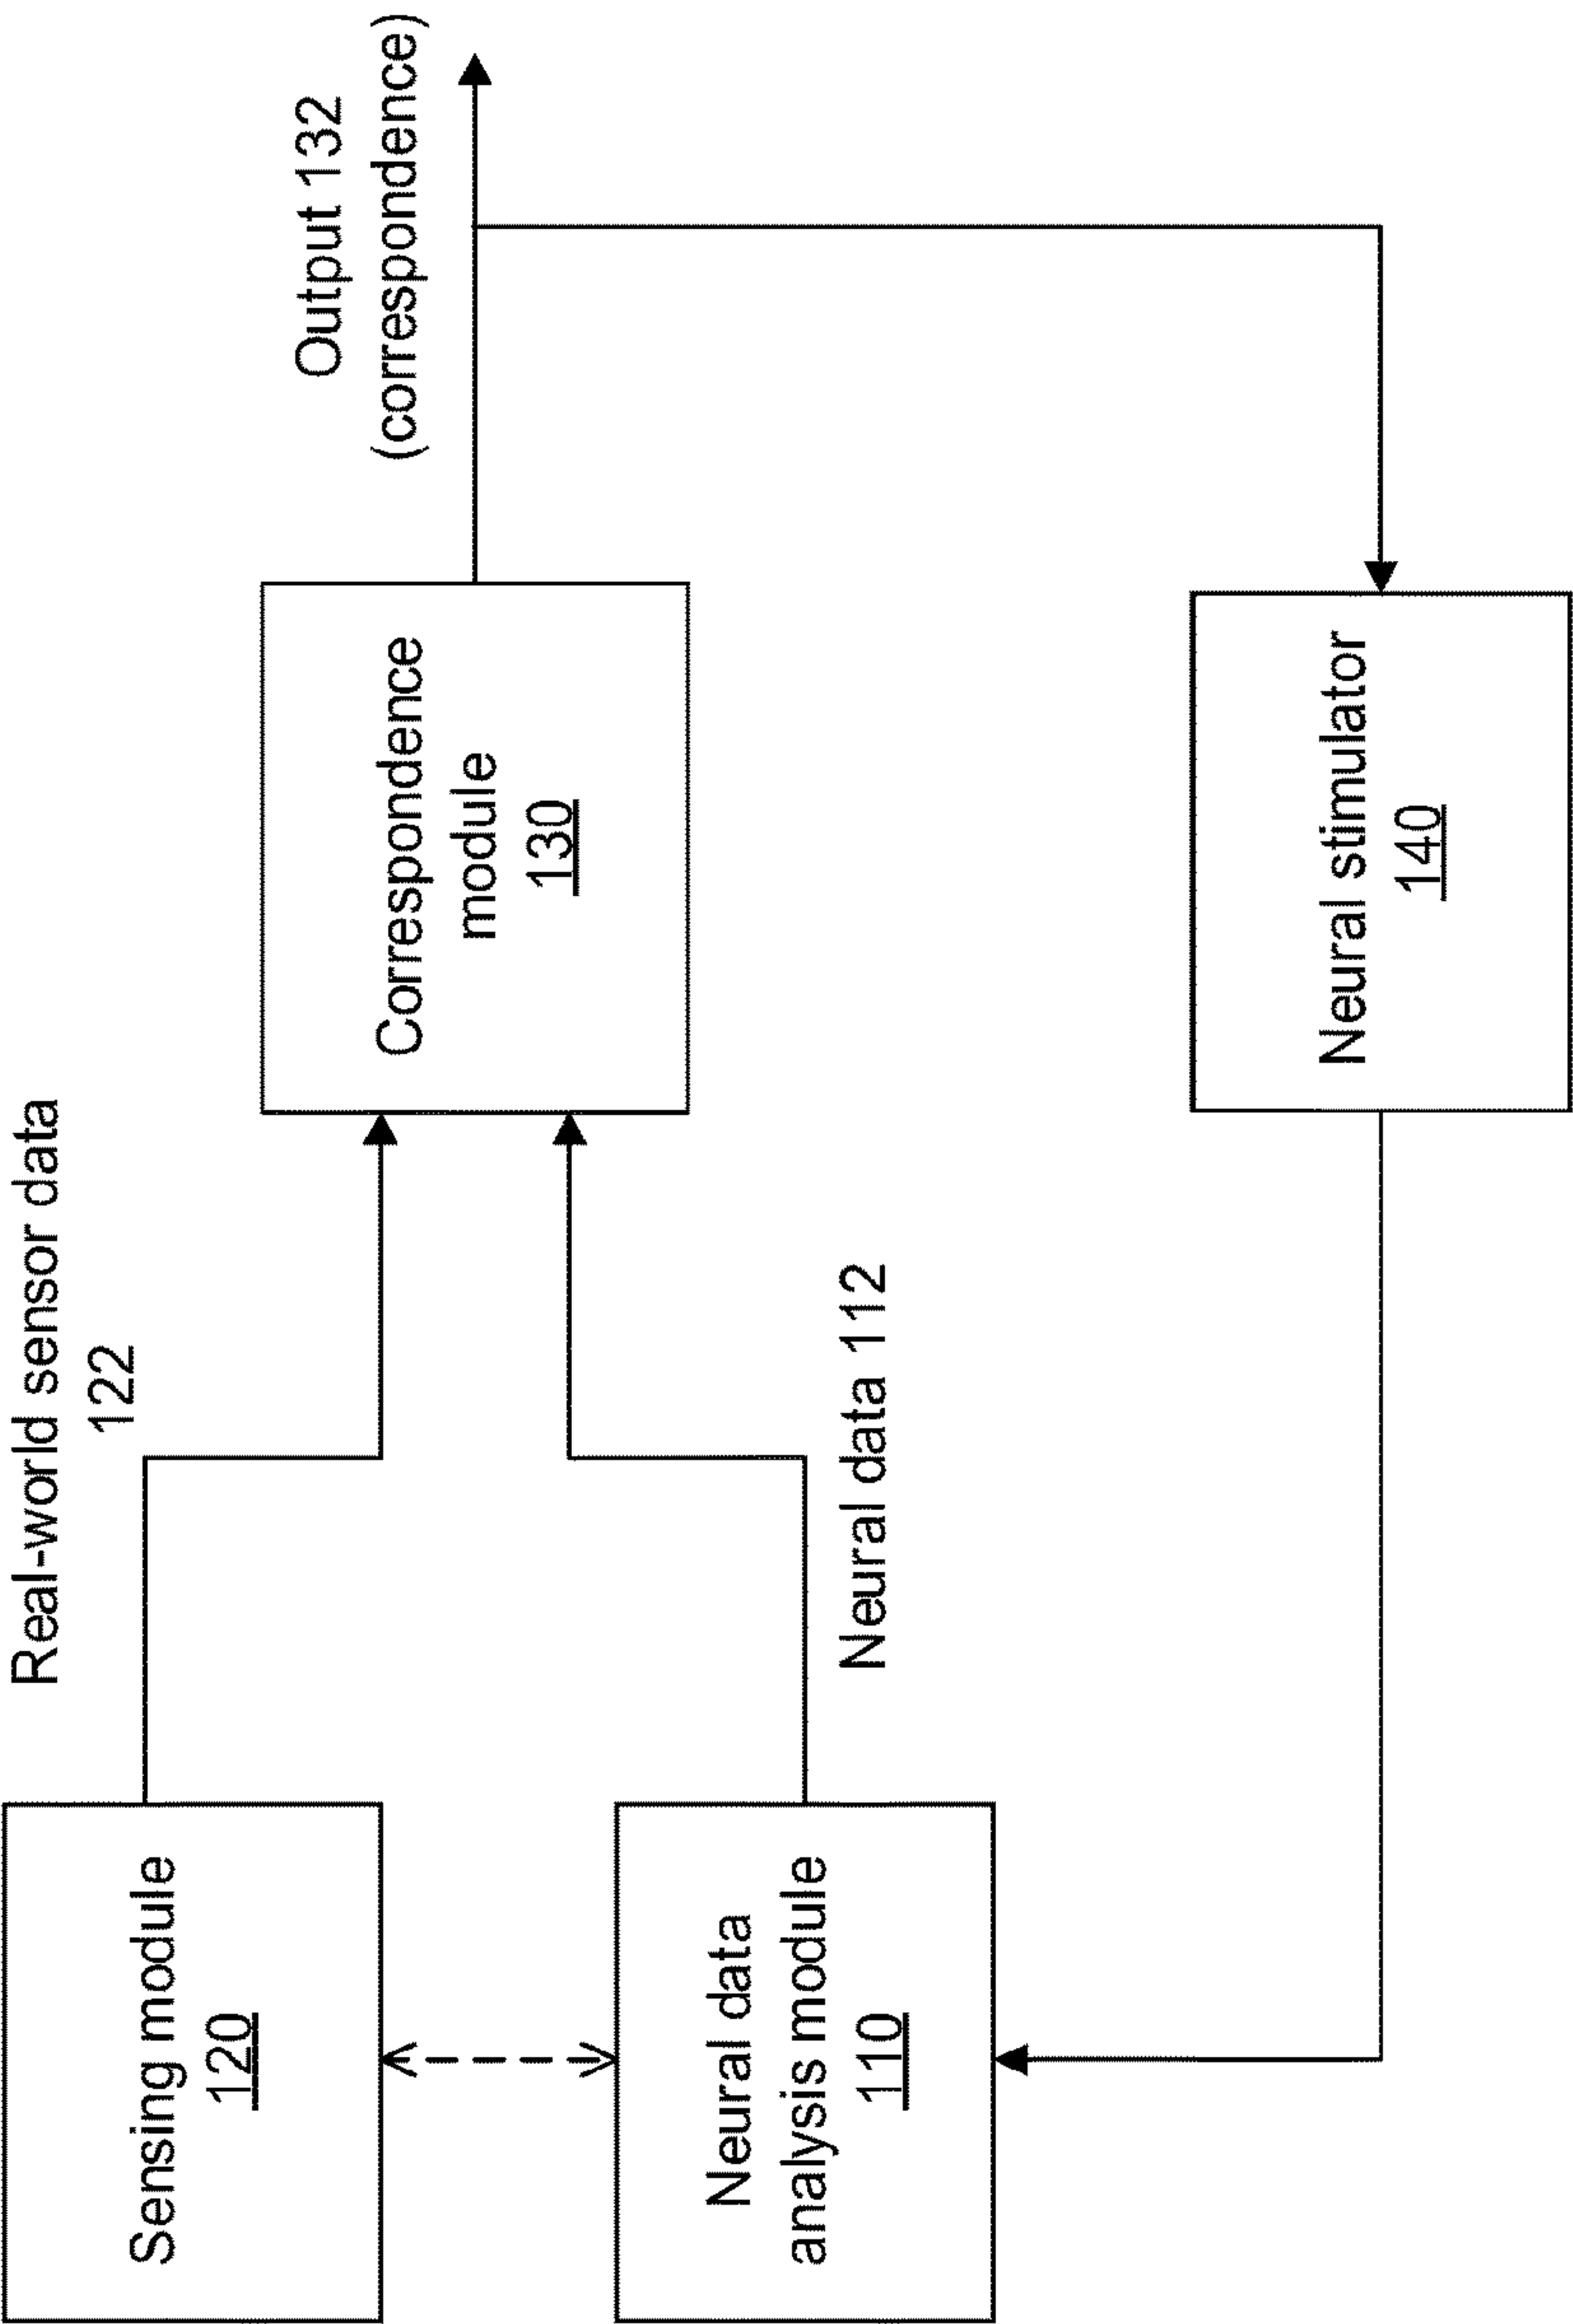 Real-world sensor data
122
Output 132
(correspondence)
Sensing module
120
Correspondence
module
130
Neural data
analysis module
110
Neural data 112
Neural stimulator
140